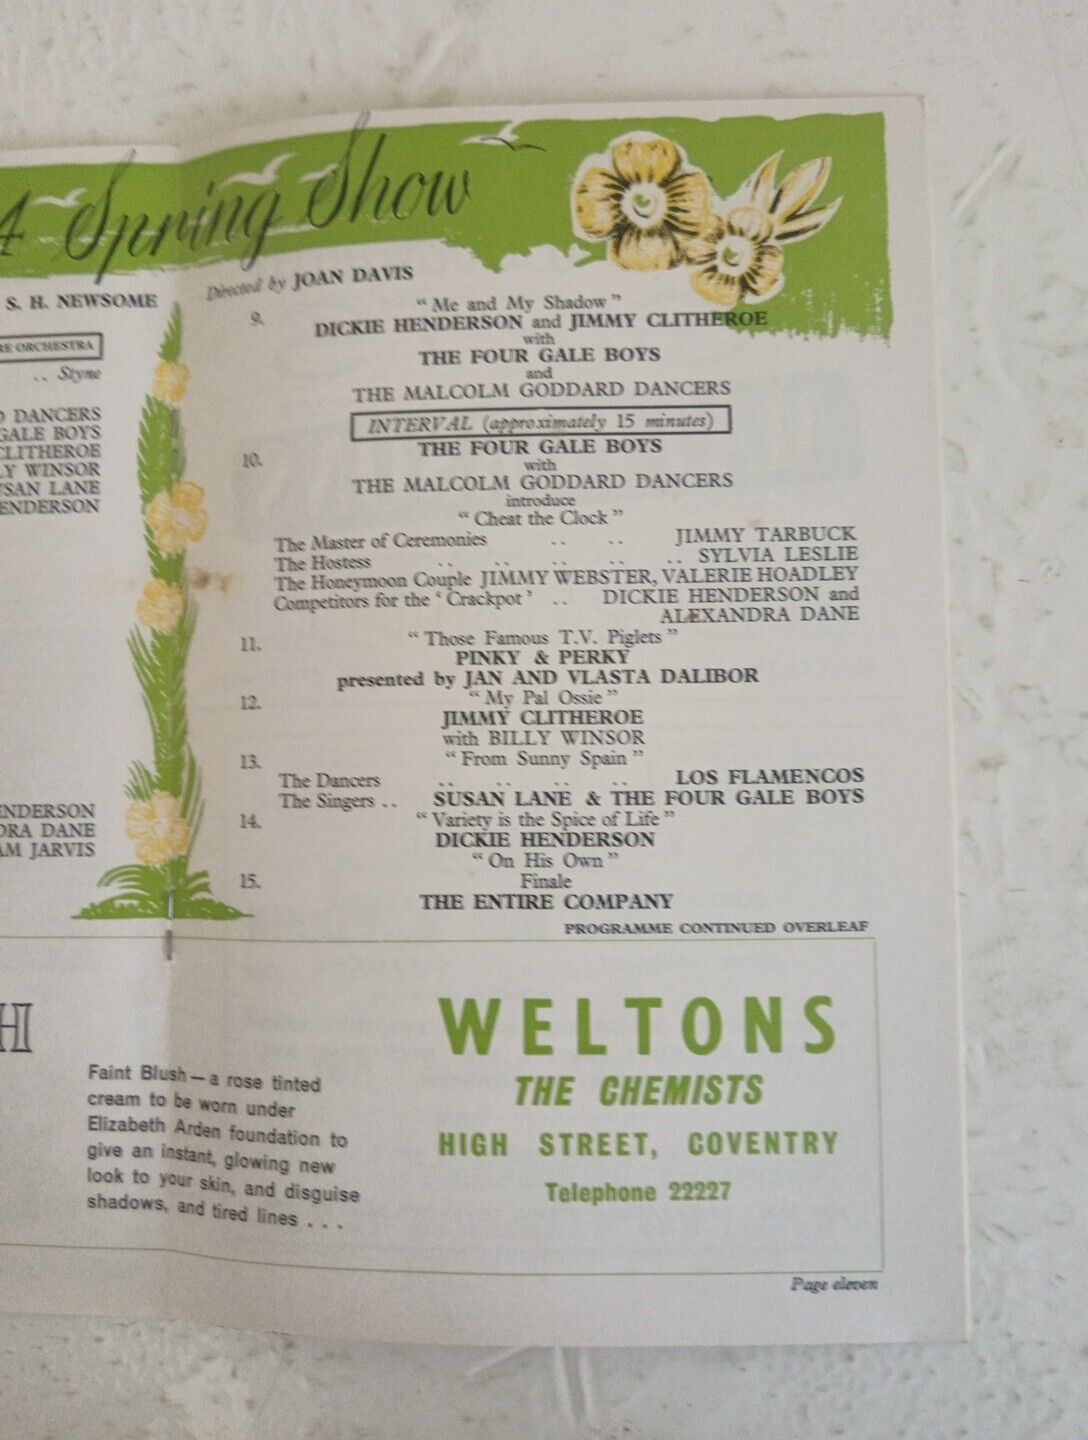 4 Spring Show
S. H. NEWSOME
RE ORCHESTRA
.. Styne
DANCERS
GALE BOYS
CLITHEROE
LY WINSOR
SUSAN LANE
HENDERSON
HENDERSON
DRA DANE
AM JARVIS
Directed by JOAN DAVIS
9. "Me and My Shadow"
DICKIE HENDERSON and JIMMY CLITHEROE
with
THE FOUR GALE BOYS
and
THE MALCOLM GODDARD DANCERS
INTERVAL (approximately 15 minutes)
10. THE FOUR GALE BOYS
with
THE MALCOLM GODDARD DANCERS
introduce
"Cheat the Clock"
The Master of Ceremonies .. .. JIMMY TARBUCK
The Hostess .. .. .. .. .. SYLVIA LESLIE
The Honeymoon Couple JIMMY WEBSTER, VALERIE HOADLEY
Competitors for the 'Crackpot' .. DICKIE HENDERSON and
ALEXANDRA DANE
11. "Those Famous T.V. Piglets"
PINKY & PERKY
presented by JAN AND VLASTA DALIBOR
12. "My Pal Ossie"
JIMMY CLITHEROE
with BILLY WINSOR
13. "From Sunny Spain"
The Dancers .. .. .. .. LOS FLAMENCOS
The Singers .. SUSAN LANE & THE FOUR GALE BOYS
14. "Variety is the Spice of Life"
DICKIE HENDERSON
"On His Own"
15. Finale
THE ENTIRE COMPANY
PROGRAMME CONTINUED OVERLEAF
H
Faint Blush—a rose tinted
cream to be worn under
Elizabeth Arden foundation to
give an instant, glowing new
look to your skin, and disguise
shadows, and tired lines . . .
WELTONS
THE CHEMISTS
HIGH STREET, COVENTRY
Telephone 22227
Page eleven